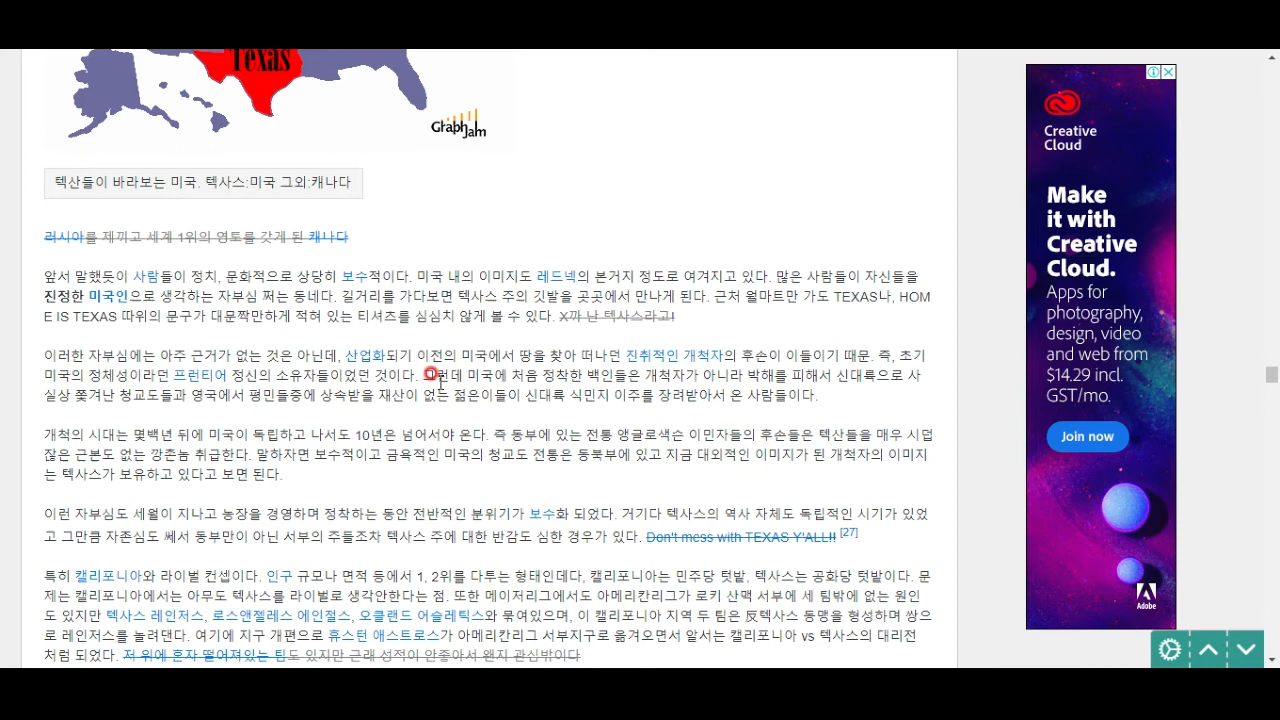 Texas
GraphJam
텍산들이 바라보는 미국. 텍사스:미국 그외:캐나다
러시아를 제끼고 세계 1위의 영토를 갖게 된 캐나다
앞서 말했듯이 사람들이 정치, 문화적으로 상당히 보수적이다. 미국 내의 이미지도 레드넥의 본거지 정도로 여겨지고 있다. 많은 사람들이 자신들을
진정한 미국인으로 생각하는 자부심 쩌는 동네다. 길거리를 가다보면 텍사스 주의 깃발을 곳곳에서 만나게 된다. 근처 월마트만 가도 TEXAS나, HOM
E IS TEXAS 따위의 문구가 대문짝만하게 적혀 있는 티셔츠를 심심치 않게 볼 수 있다. X까 난 텍사스라고!
이러한 자부심에는 아주 근거가 없는 것은 아닌데, 산업화되기 이전의 미국에서 땅을 찾아 떠나던 진취적인 개척자의 후손이 이들이기 때문. 즉, 초기
미국의 정체성이라던 프런티어 정신의 소유자들이었던 것이다. 그런데 미국에 처음 정착한 백인들은 개척자가 아니라 박해를 피해서 신대륙으로 사
실상 쫓겨난 청교도들과 영국에서 평민들중에 상속받을 재산이 없는 젊은이들이 신대륙 식민지 이주를 장려받아서 온 사람들이다.
개척의 시대는 몇백년 뒤에 미국이 독립하고 나서도 10년은 넘어서야 온다. 즉 동부에 있는 전통 앵글로색슨 이민자들의 후손들은 텍산들을 매우 시덥
잖은 근본도 없는 깡촌놈 취급한다. 말하자면 보수적이고 금욕적인 미국의 청교도 전통은 동북부에 있고 지금 대외적인 이미지가 된 개척자의 이미지
는 텍사스가 보유하고 있다고 보면 된다.
이런 자부심도 세월이 지나고 농장을 경영하며 정착하는 동안 전반적인 분위기가 보수화 되었다. 거기다 텍사스의 역사 자체도 독립적인 시기가 있었
고 그만큼 자존심도 쎄서 동부만이 아닌 서부의 주들조차 텍사스 주에 대한 반감도 심한 경우가 있다. Don't mess with TEXAS Y'ALL!! [27]
특히 캘리포니아와 라이벌 컨셉이다. 인구 규모나 면적 등에서 1, 2위를 다투는 형태인데다, 캘리포니아는 민주당 텃밭, 텍사스는 공화당 텃밭이다. 문
제는 캘리포니아에서는 아무도 텍사스를 라이벌로 생각안한다는 점. 또한 메이저리그에서도 아메리칸리그가 로키 산맥 서부에 세 팀밖에 없는 원인
도 있지만 텍사스 레인저스, 로스앤젤레스 에인절스, 오클랜드 어슬레틱스와 묶여있으며, 이 캘리포니아 지역 두 팀은 反텍사스 동맹을 형성하며 쌍으
로 레인저스를 놀려댄다. 여기에 지구 개편으로 휴스턴 애스트로스가 아메리칸리그 서부지구로 옮겨오면서 앞서는 캘리포니아 vs 텍사스의 대리전
처럼 되었다. 저 위에 혼자 떨어져있는 팀도 있지만 근래 성적이 안좋아서 왠지 관심밖이다
Creative
Cloud
Make
it with
Creative
Cloud.
Apps for
photography,
design, video
and web from
$14.29 incl.
GST/mo.
Join now
Adobe